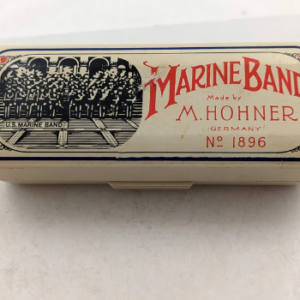 MARINE BAND
Made by
M. HOHNER
GERMANY
Nº 1896
U.S. MARINE BAND